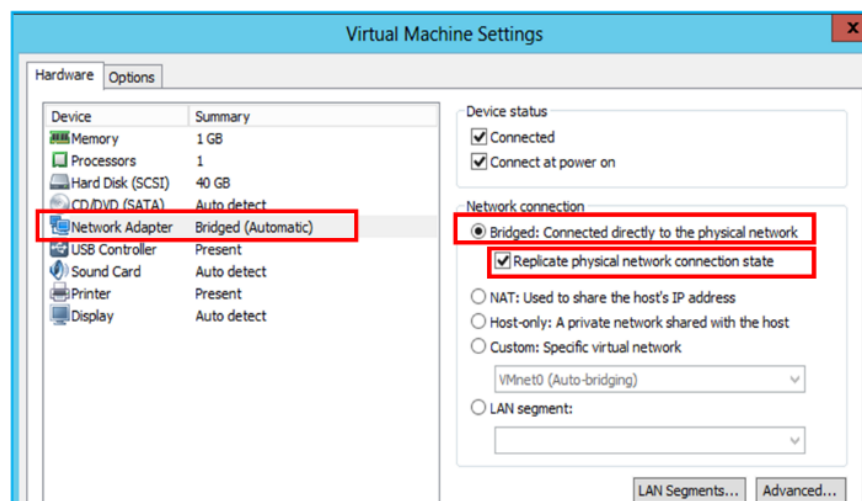 Virtual Machine Settings
x
Hardware Options
Device Summary
Memory 1 GB
Processors 1
Hard Disk (SCSI) 40 GB
CD/DVD (SATA) Auto detect
Network Adapter Bridged (Automatic)
USB Controller Present
Sound Card Auto detect
Printer Present
Display Auto detect
Device status
Connected
Connect at power on
Network connection
Bridged: Connected directly to the physical network
Replicate physical network connection state
NAT: Used to share the host's IP address
Host-only: A private network shared with the host
Custom: Specific virtual network
VMnet0 (Auto-bridging)
LAN segment:
LAN Segments... Advanced...